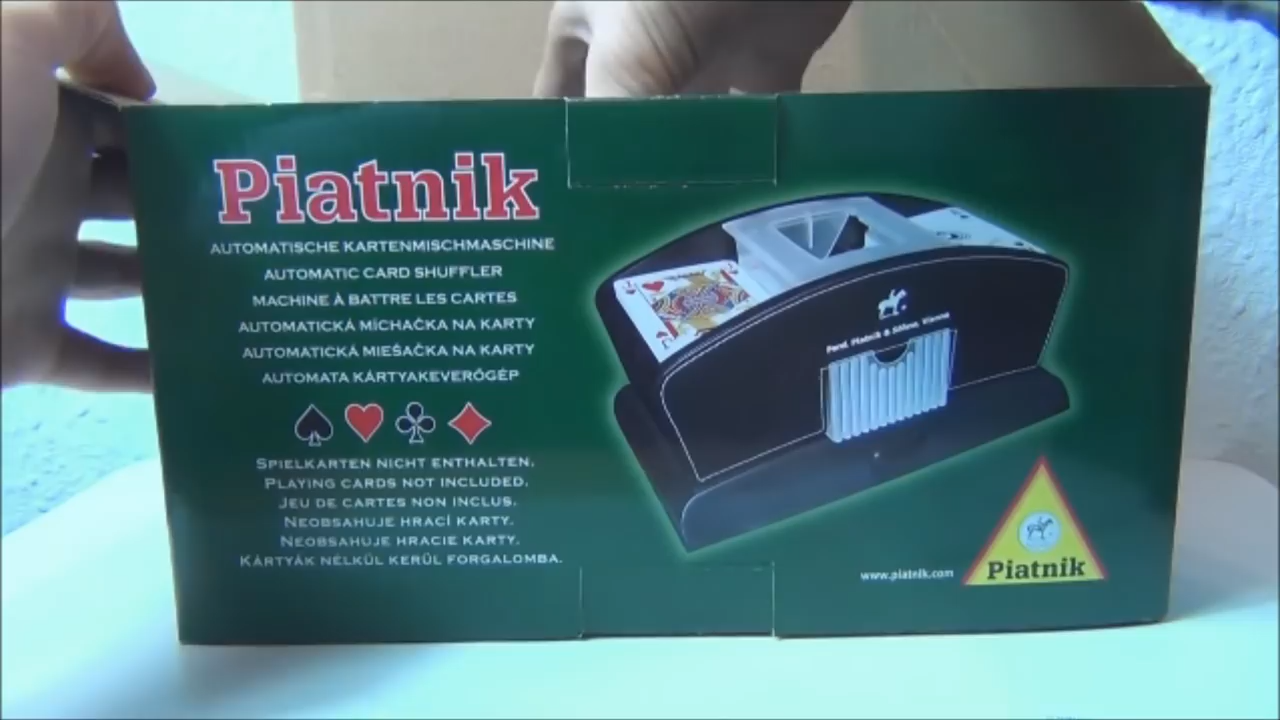 Piatnik
AUTOMATISCHE KARTENMISCHMASCHINE
AUTOMATIC CARD SHUFFLER
MACHINE À BATTRE LES CARTES
AUTOMATICKÁ MÍCHAČKA NA KARTY
AUTOMATICKÁ MIEŠAČKA NA KARTY
AUTOMATA KÁRTYAKEVERŐGÉP
SPIELKARTEN NICHT ENTHALTEN.
PLAYING CARDS NOT INCLUDED.
JEU DE CARTES NON INCLUS.
NEOBSAHUJE HRACÍ KARTY.
NEOBSAHUJE HRACIE KARTY.
KÁRTYÁK NÉLKÜL KERÜL FORGALOMBA.
Ferd. Piatnik & Söhne, Vienna
www.piatnik.com
Piatnik